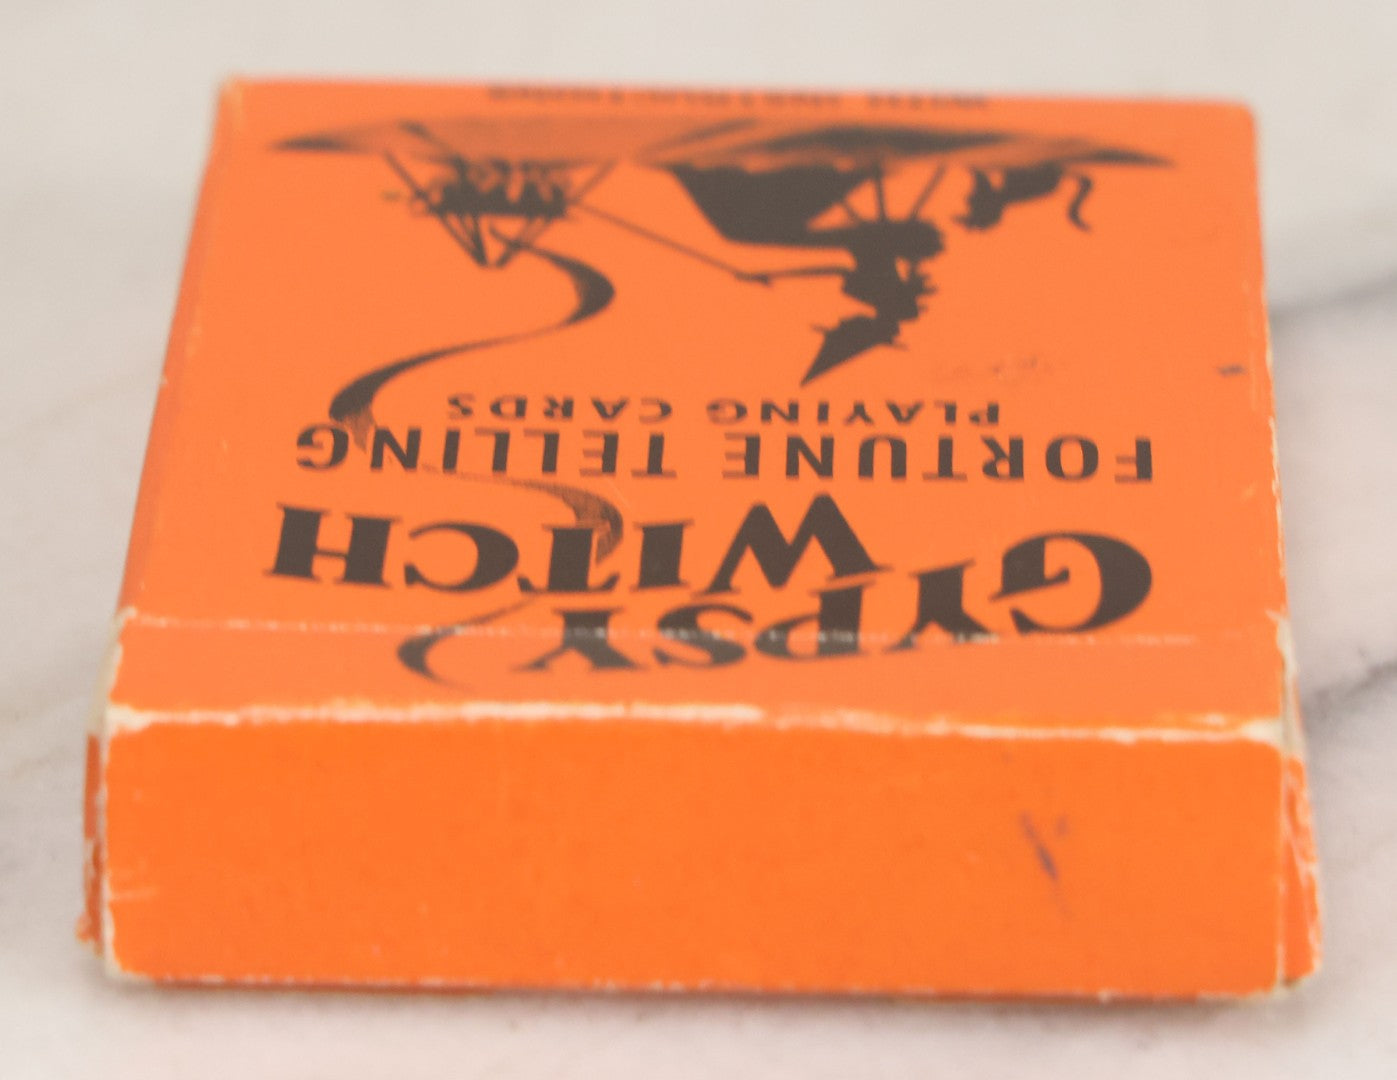 GYPSY
WITCH
FORTUNE TELLING
PLAYING CARDS